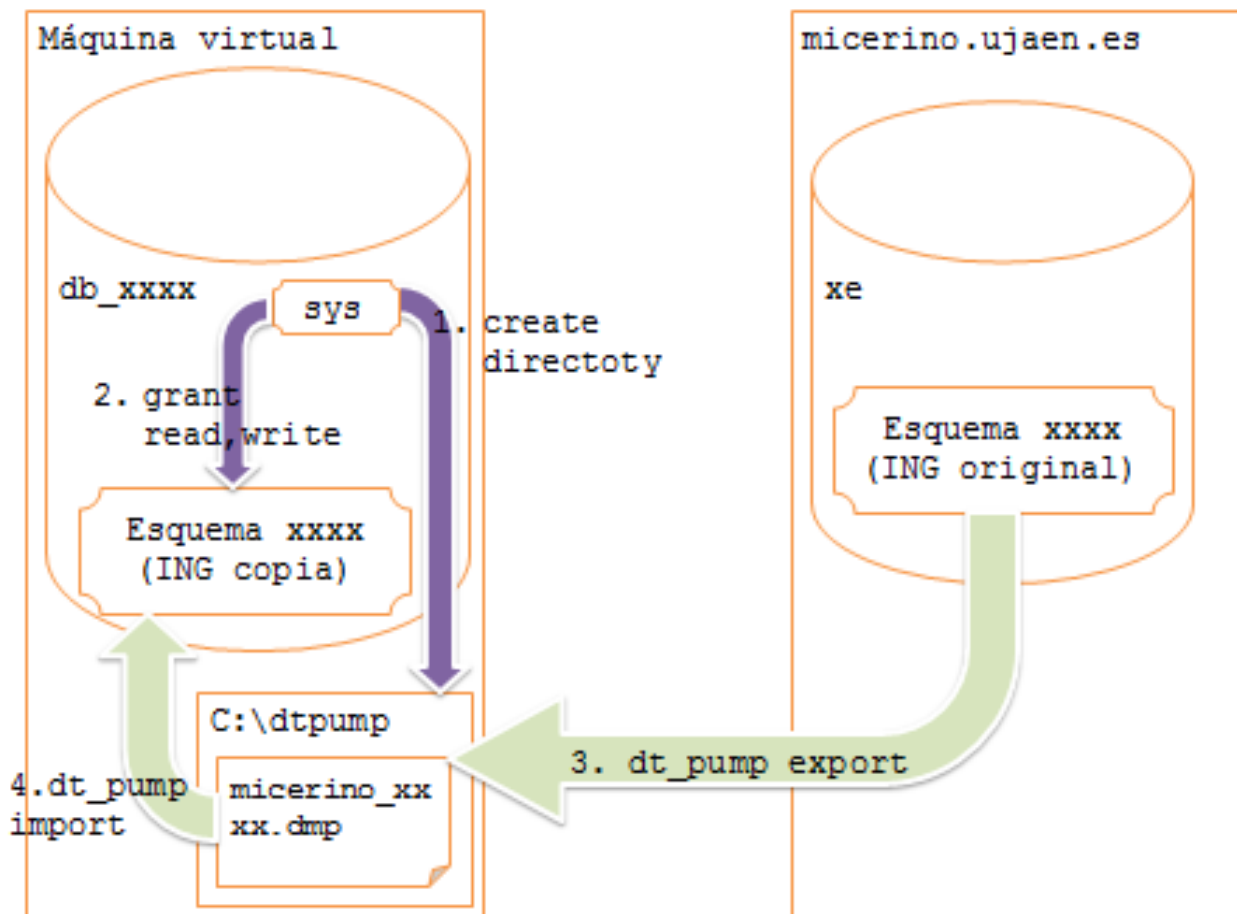 Máquina virtual
micerino.ujaen.es
db_xxxx
sys
xe
1. create
directoty
2. grant
read,write
Esquema xxxx
(ING original)
Esquema xxxx
(ING copia)
C:\dtpump
3. dt_pump export
4.dt_pump
import
micerino_xx
xx.dmp